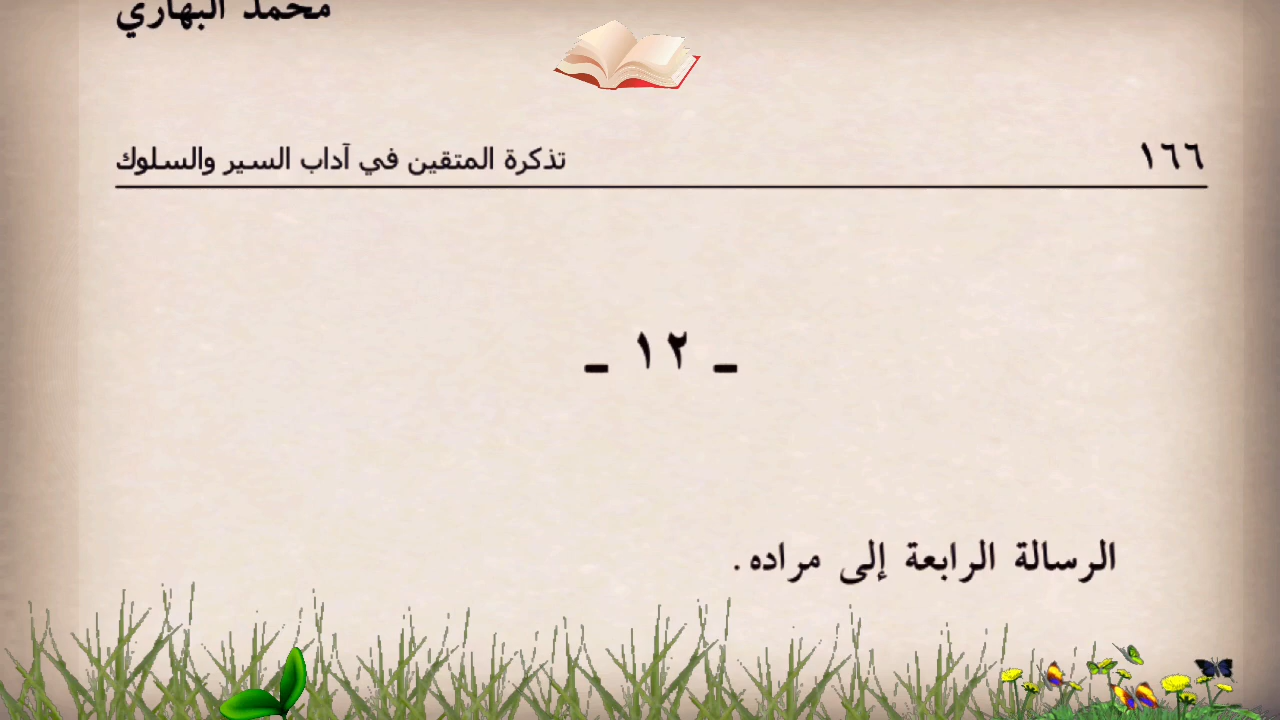 محمد البهاري
١٦٦ تذكرة المتقين في آداب السير والسلوك
ـ ١٢ ـ
الرسالة الرابعة إلى مراده.